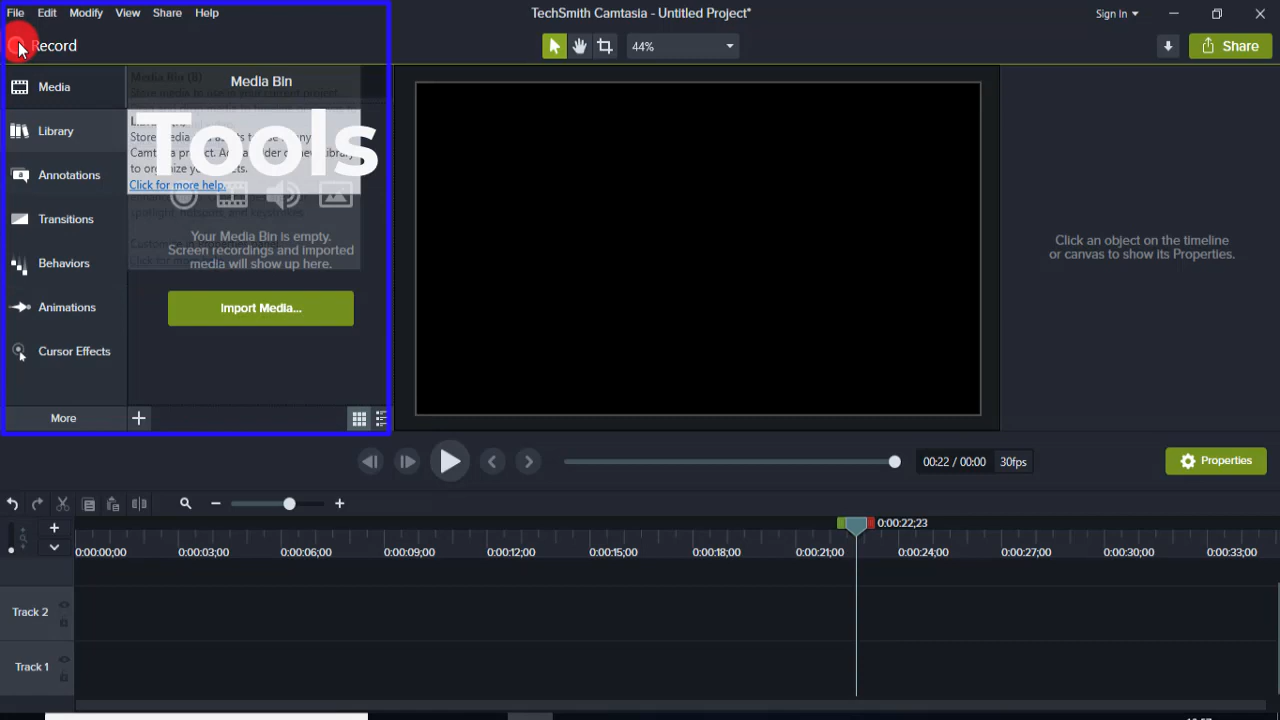 File Edit Modify View Share Help
TechSmith Camtasia - Untitled Project*
Sign In
Record
44%
Share
Media
Library
Annotations
Transitions
Behaviors
Animations
Cursor Effects
More
Media Bin (B)
Media Bin
Tools
to organize your assets.
Click for more help.
Your Media Bin is empty.
Screen recordings and imported
media will show up here.
Import Media...
Click an object on the timeline
or canvas to show its Properties.
00:22 / 00:00 30fps
Properties
0:00:22;23
0:00:00;00 0:00:03;00 0:00:06;00 0:00:09;00 0:00:12;00 0:00:15;00 0:00:18;00 0:00:21;00 0:00:24;00 0:00:27;00 0:00:30;00 0:00:33;00
Track 2
Track 1